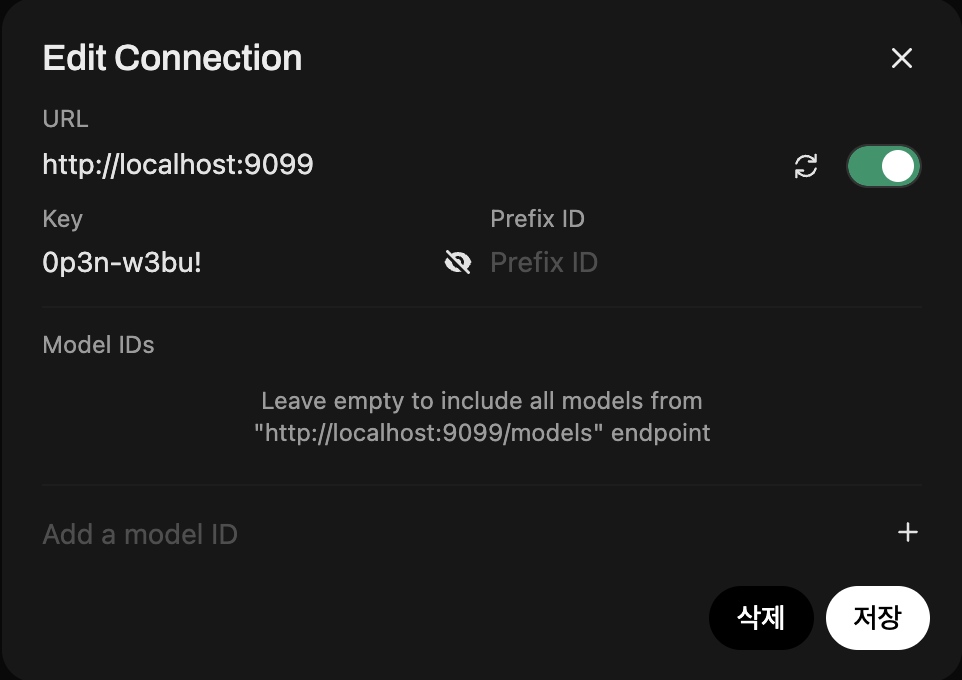 Edit Connection
URL
http://localhost:9099
Key
Prefix ID
0p3n-w3bu!
Prefix ID
Model IDs
Leave empty to include all models from
"http://localhost:9099/models" endpoint
Add a model ID
삭제
저장